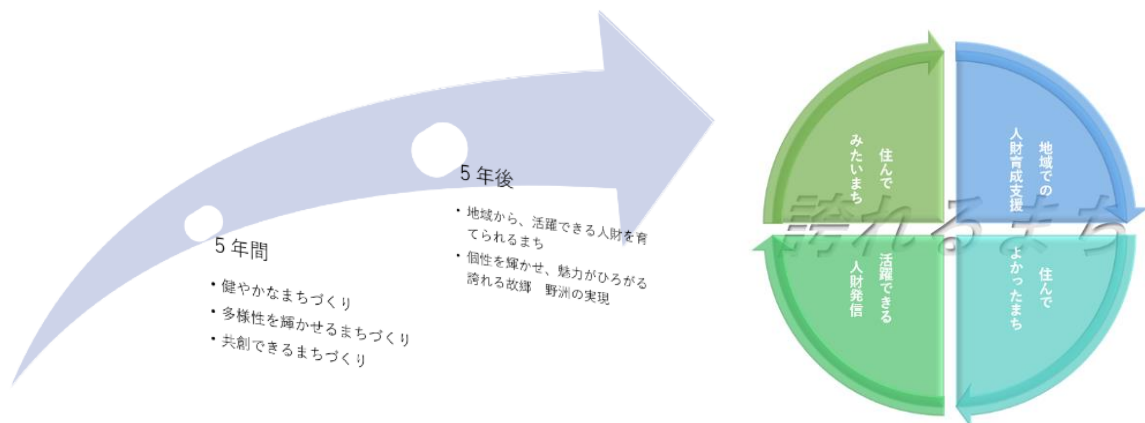 5年間
・健やかなまちづくり
・多様性を輝かせるまちづくり
・共創できるまちづくり
5年後
・地域から、活躍できる人財を育
てられるまち
・個性を輝かせ、魅力がひろがる
誇れる故郷　野洲の実現
住んで
みたいまち
地域での
人財育成支援
誇れるまち
活躍できる
人財発信
住んで
よかったまち